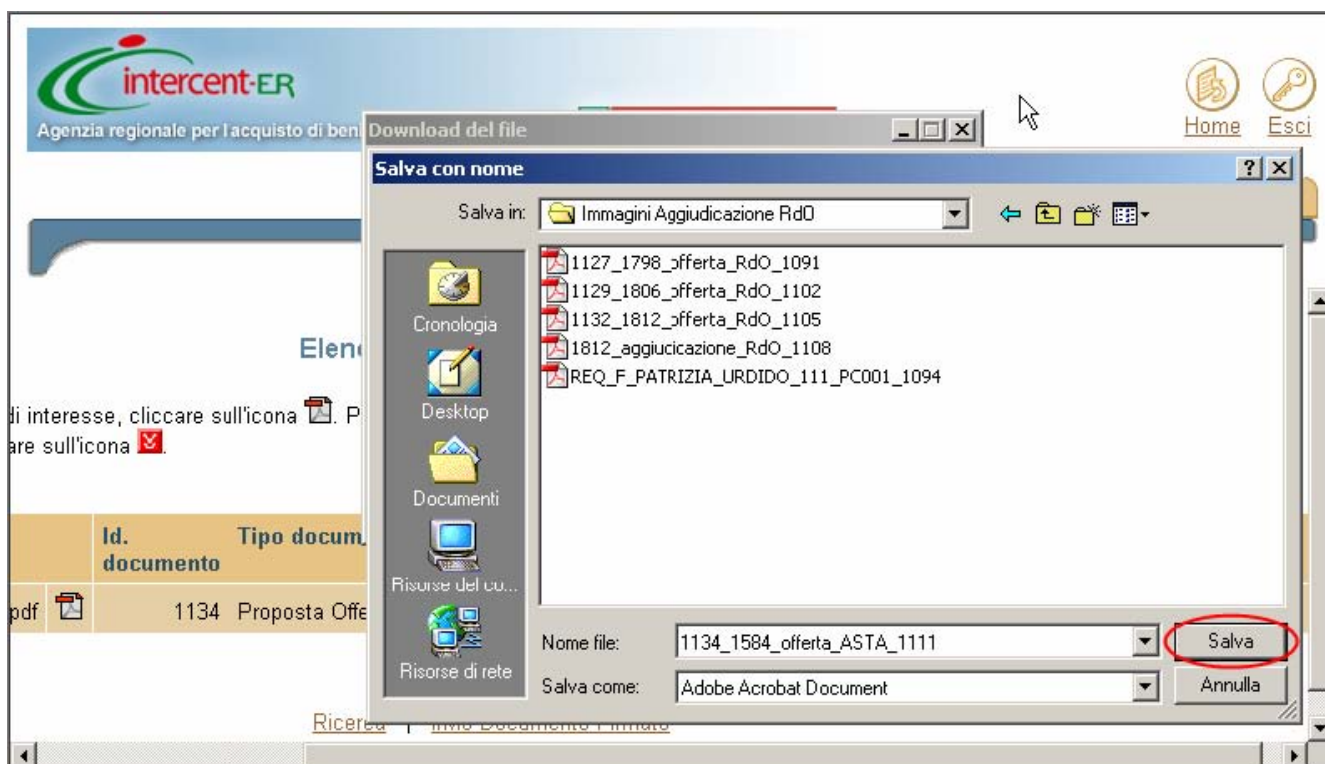 intercent-ER
Agenzia regionale per l'acquisto di beni
Home
Esci
Download del file
Salva con nome
Salva in:
Immagini Aggiudicazione RdO
1127_1798_offerta_RdO_1091
1129_1806_offerta_RdO_1102
1132_1812_offerta_RdO_1105
1812_aggiucicazione_RdO_1108
REQ_F_PATRIZIA_URDIDO_111_PC001_1094
Cronologia
Desktop
Documenti
Risorse del co...
Risorse di rete
Nome file:
1134_1584_offerta_ASTA_1111
Salva
Salva come:
Adobe Acrobat Document
Annulla
Elen
di interesse, cliccare sull'icona . P
are sull'icona .
Id. documento
Tipo docum
pdf
1134
Proposta Offe
Ricerca | Invio Documento Firmato